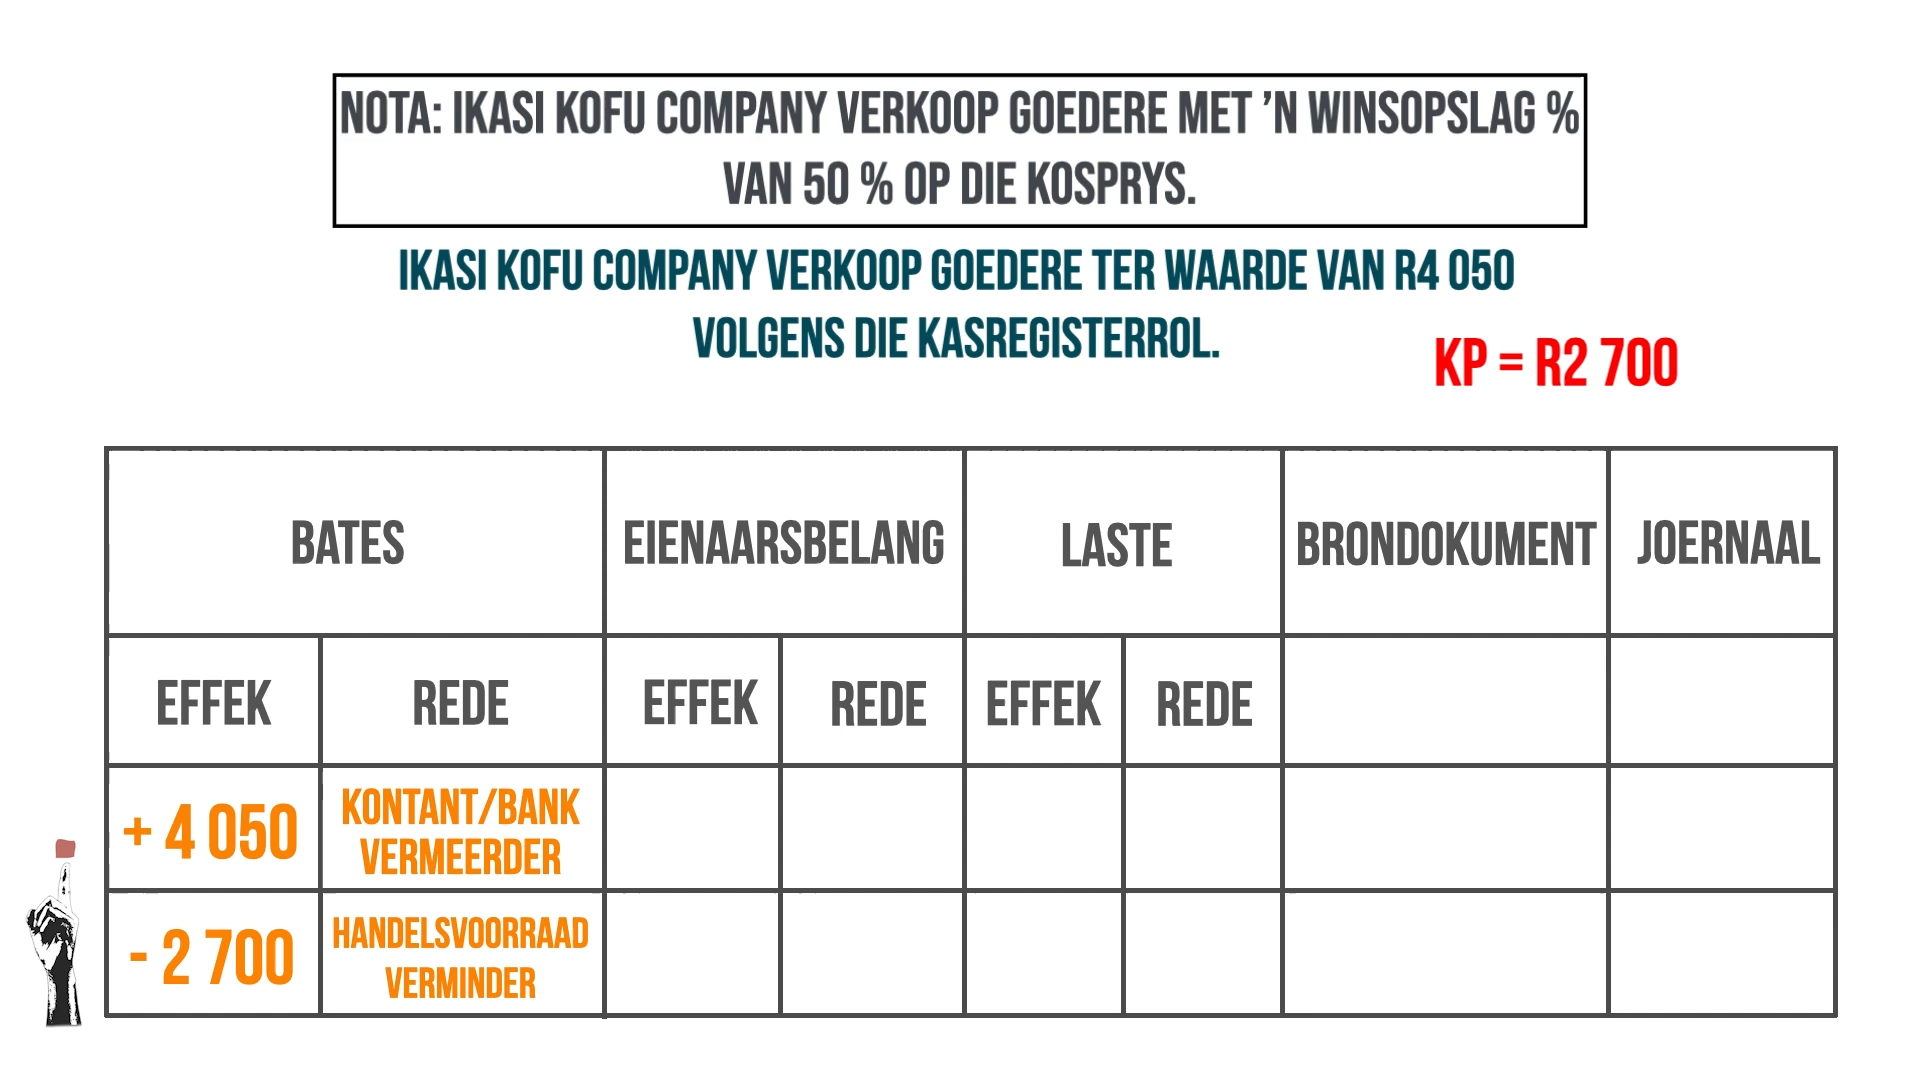 NOTA: IKASI KOFU COMPANY VERKOOP GOEDERE MET 'N WINSOPSLAG %
VAN 50 % OP DIE KOSPRYS.
IKASI KOFU COMPANY VERKOOP GOEDERE TER WAARDE VAN R4 050
VOLGENS DIE KASREGISTERROL.
KP = R2 700
BATES EIENAARSBELANG LASTE BRONDOKUMENT JOERNAAL
EFFEK REDE EFFEK REDE EFFEK REDE
+ 4 050
KONTANT/BANK
VERMEERDER
- 2 700
HANDELSVOORRAAD
VERMINDER